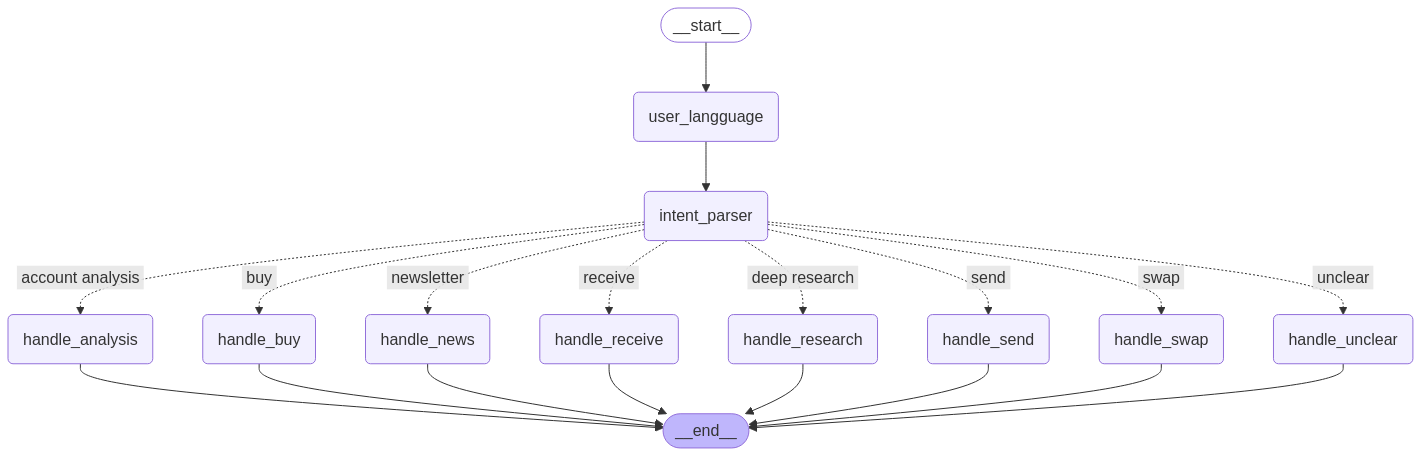 __start__
user_langguage
intent_parser
account analysis
buy
newsletter
receive
deep research
send
swap
unclear
handle_analysis
handle_buy
handle_news
handle_receive
handle_research
handle_send
handle_swap
handle_unclear
__end__